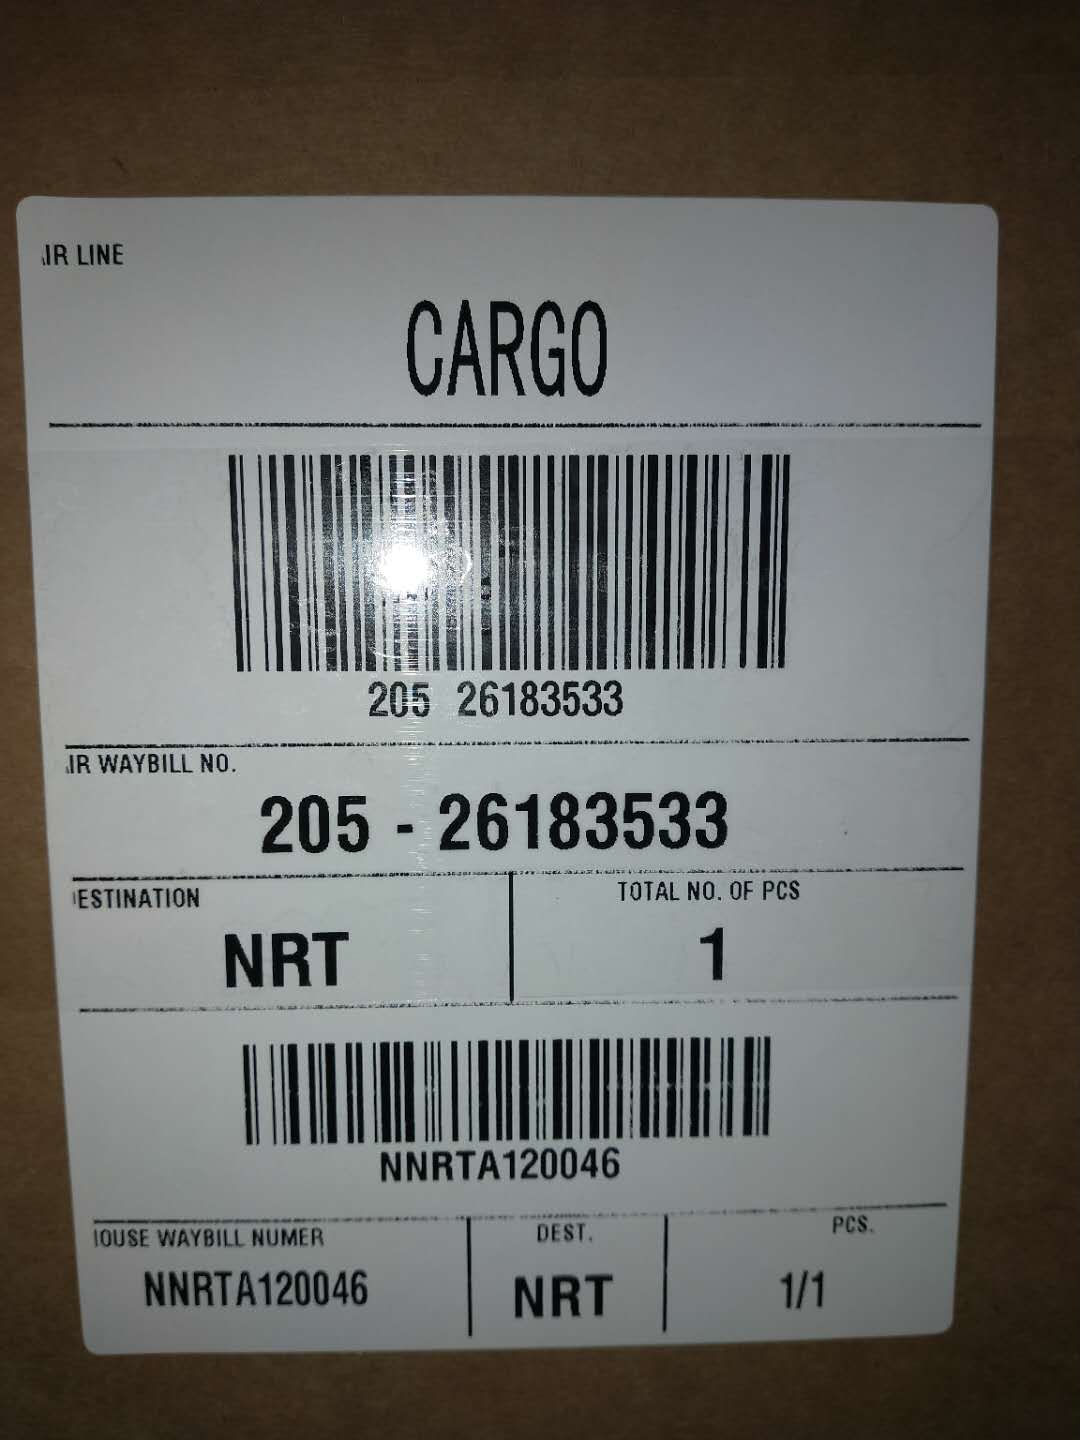 IR LINE
CARGO
205 26183533
IR WAYBILL NO.
205 - 26183533
ESTINATION
TOTAL NO. OF PCS
NRT
1
NNRTA120046
OUSE WAYBILL NUMER
DEST.
PCS.
NNRTA120046
NRT
1/1